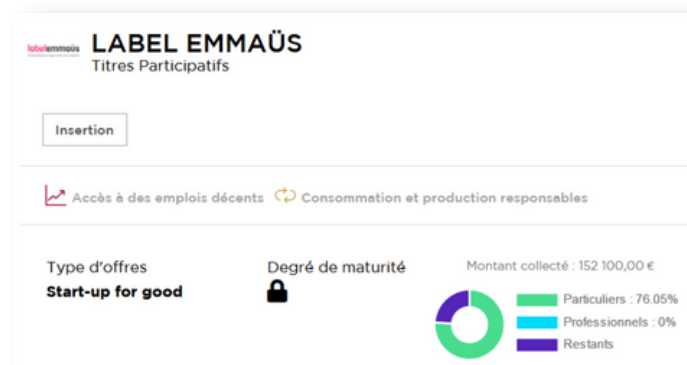 labelemmaüs
LABEL EMMAÜS
Titres Participatifs
Insertion
Accès à des emplois décents Consommation et production responsables
Type d'offres
Start-up for good
Degré de maturité
Montant collecté : 152 100,00 €
Particuliers : 76.05%
Professionnels : 0%
Restants